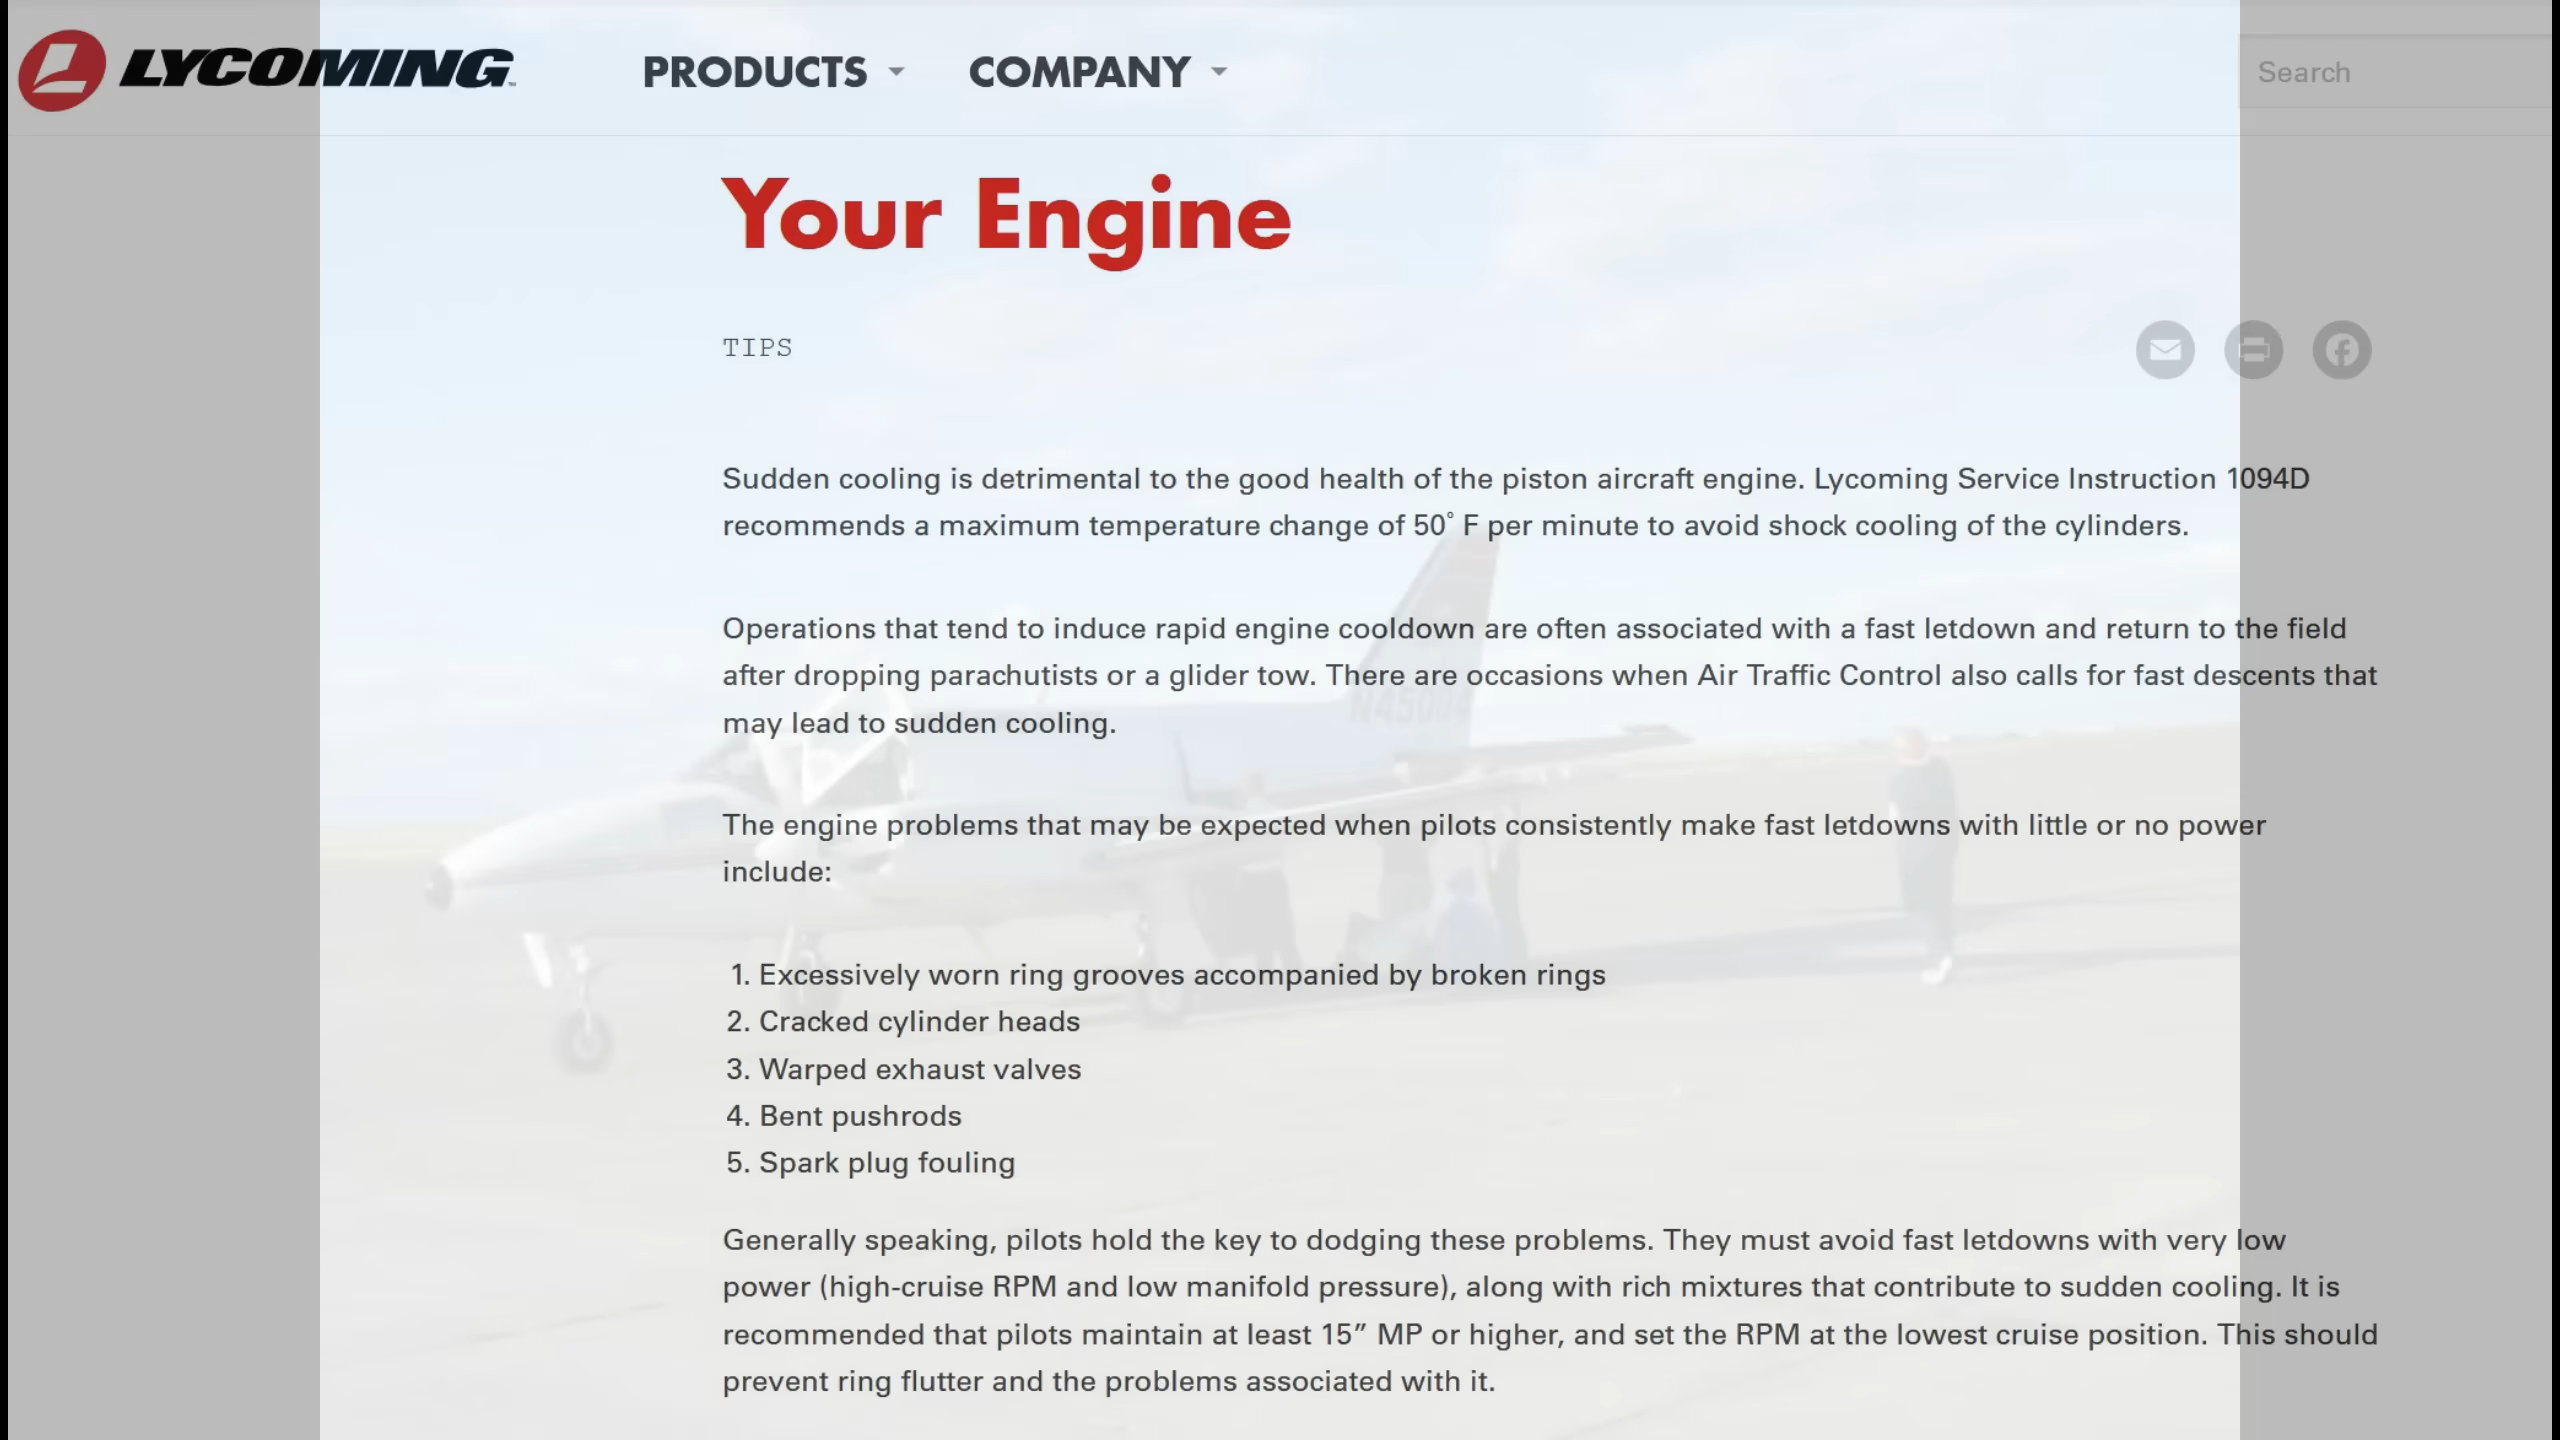 LYCOMING
PRODUCTS COMPANY Search
Your Engine
TIPS
Sudden cooling is detrimental to the good health of the piston aircraft engine. Lycoming Service Instruction 1094D
recommends a maximum temperature change of 50° F per minute to avoid shock cooling of the cylinders.
Operations that tend to induce rapid engine cooldown are often associated with a fast letdown and return to the field
after dropping parachutists or a glider tow. There are occasions when Air Traffic Control also calls for fast descents that
may lead to sudden cooling.
The engine problems that may be expected when pilots consistently make fast letdowns with little or no power
include:
1. Excessively worn ring grooves accompanied by broken rings
2. Cracked cylinder heads
3. Warped exhaust valves
4. Bent pushrods
5. Spark plug fouling
Generally speaking, pilots hold the key to dodging these problems. They must avoid fast letdowns with very low
power (high-cruise RPM and low manifold pressure), along with rich mixtures that contribute to sudden cooling. It is
recommended that pilots maintain at least 15” MP or higher, and set the RPM at the lowest cruise position. This should
prevent ring flutter and the problems associated with it.